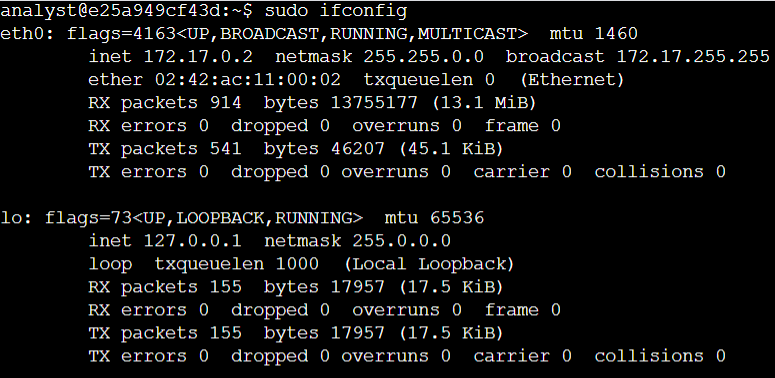 analyst@e25a949cf43d:~$ sudo ifconfig
eth0: flags=4163<UP,BROADCAST,RUNNING,MULTICAST>  mtu 1460
        inet 172.17.0.2  netmask 255.255.0.0  broadcast 172.17.255.255
        ether 02:42:ac:11:00:02  txqueuelen 0  (Ethernet)
        RX packets 914  bytes 13755177 (13.1 MiB)
        RX errors 0  dropped 0  overruns 0  frame 0
        TX packets 541  bytes 46207 (45.1 KiB)
        TX errors 0  dropped 0 overruns 0  carrier 0  collisions 0

lo: flags=73<UP,LOOPBACK,RUNNING>  mtu 65536
        inet 127.0.0.1  netmask 255.0.0.0
        loop  txqueuelen 1000  (Local Loopback)
        RX packets 155  bytes 17957 (17.5 KiB)
        RX errors 0  dropped 0  overruns 0  frame 0
        TX packets 155  bytes 17957 (17.5 KiB)
        TX errors 0  dropped 0 overruns 0  carrier 0  collisions 0